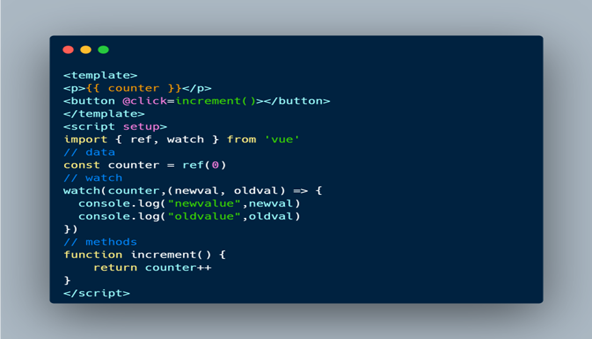 <template>
<p>{{ counter }}</p>
<button @click=increment()></button>
</template>
<script setup>
import { ref, watch } from 'vue'
// data
const counter = ref(0)
// watch
watch(counter,(newval, oldval) => {
  console.log("newvalue",newval)
  console.log("oldvalue",oldval)
})
// methods
function increment() {
    return counter++
}
</script>